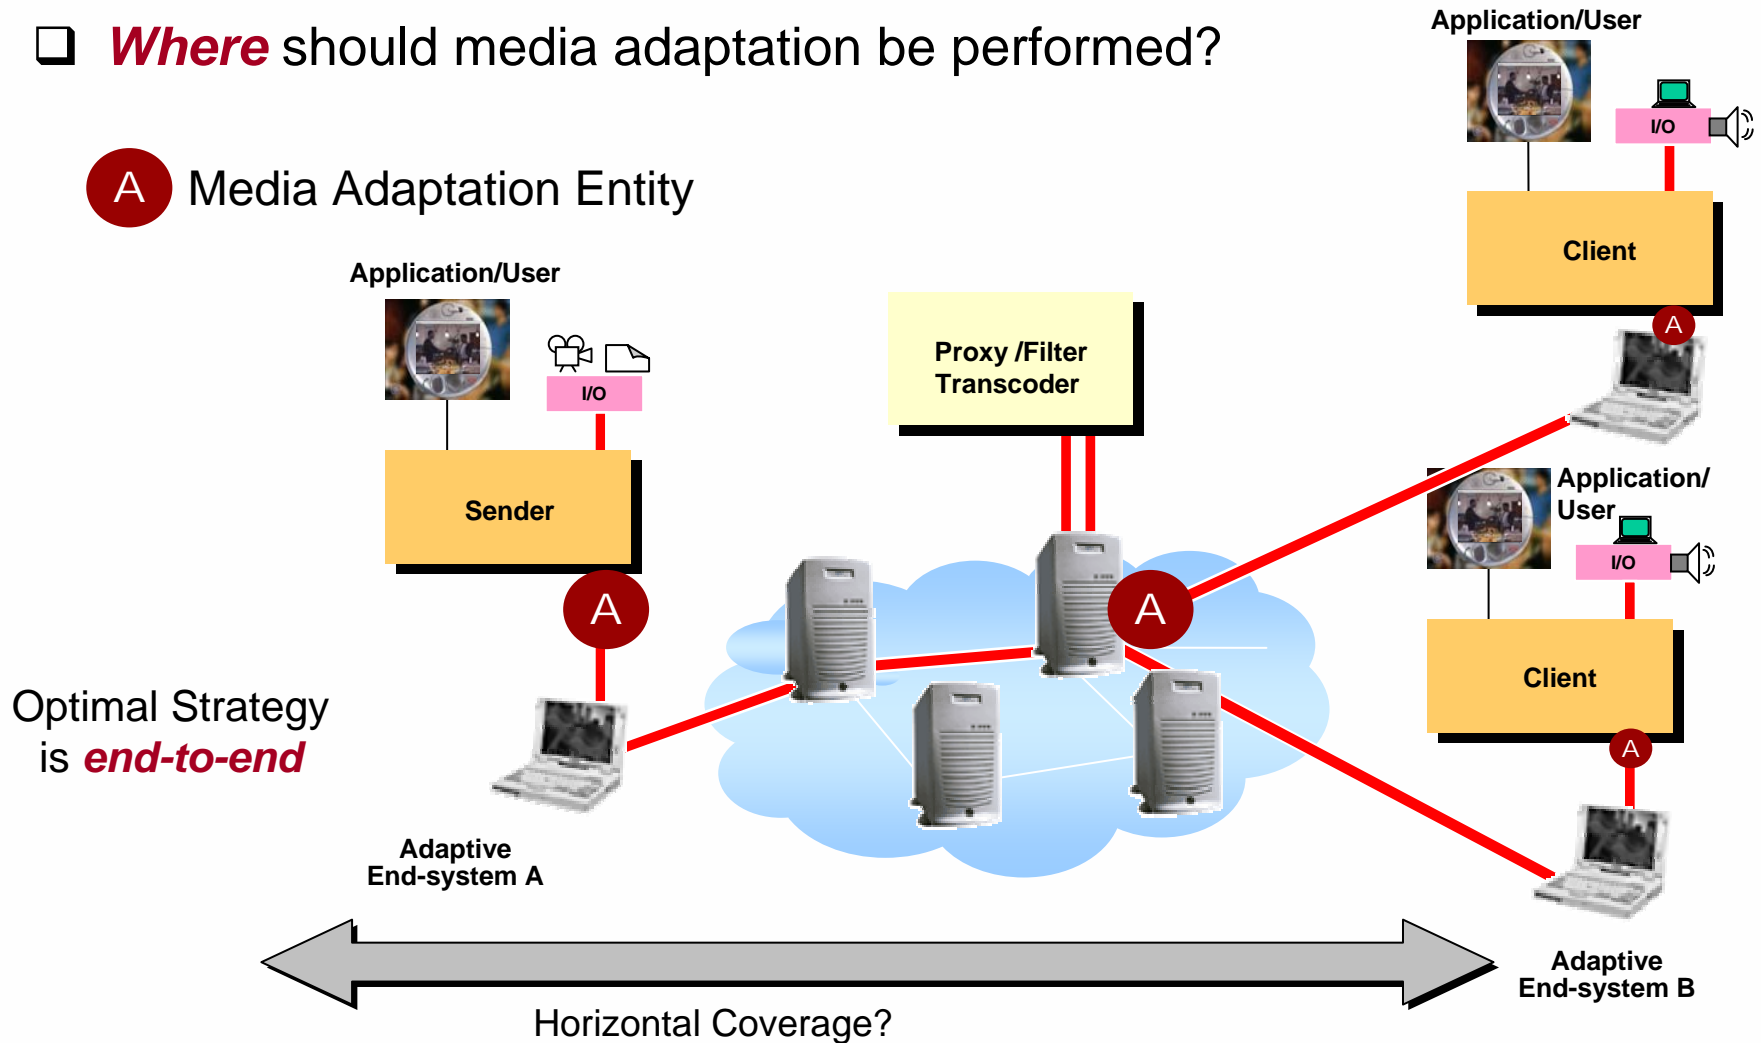 Where should media adaptation be performed?
A Media Adaptation Entity
Application/User
I/O
Sender
A
Optimal Strategy
is end-to-end
Adaptive
End-system A
Proxy /Filter
Transcoder
A
Application/User
I/O
Client
A
Application/
User
I/O
Client
A
Adaptive
End-system B
Horizontal Coverage?